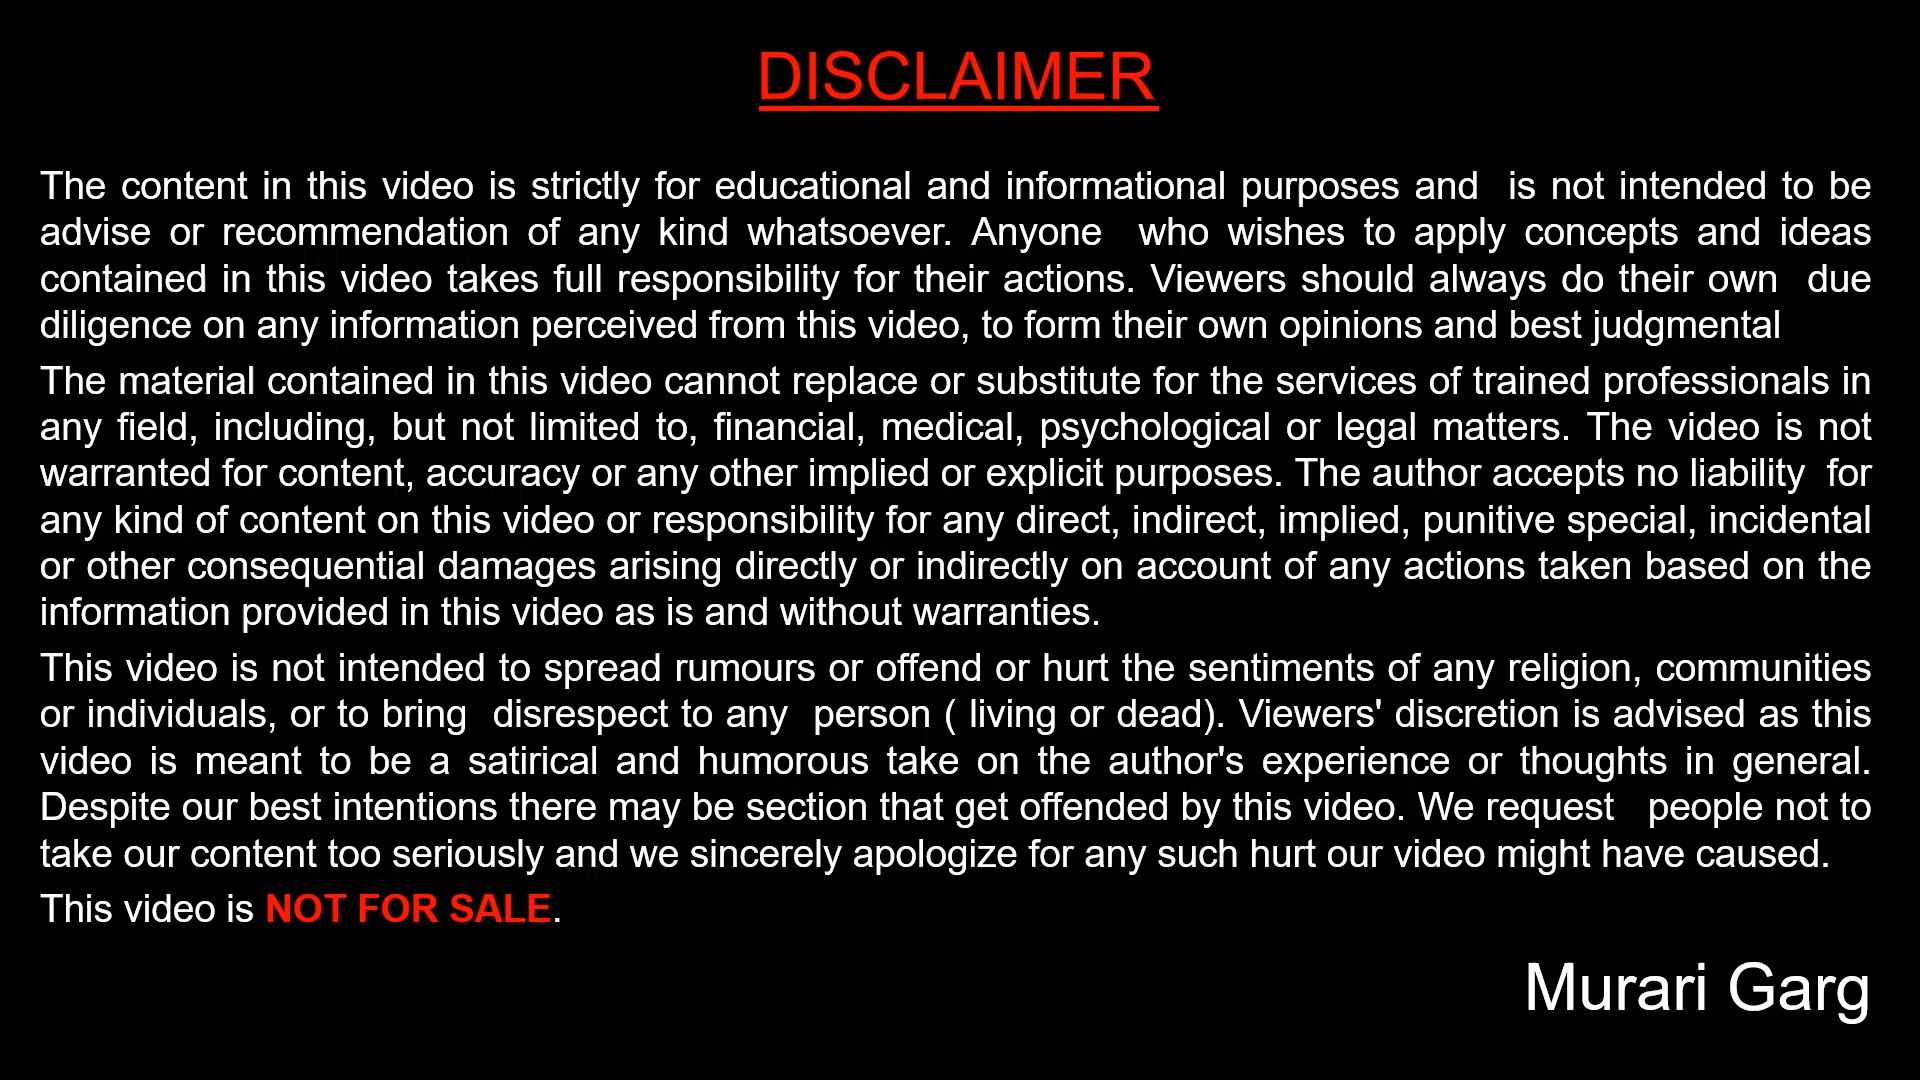 DISCLAIMER
The content in this video is strictly for educational and informational purposes and is not intended to be
advise or recommendation of any kind whatsoever. Anyone who wishes to apply concepts and ideas
contained in this video takes full responsibility for their actions. Viewers should always do their own due
diligence on any information perceived from this video, to form their own opinions and best judgmental
The material contained in this video cannot replace or substitute for the services of trained professionals in
any field, including, but not limited to, financial, medical, psychological or legal matters. The video is not
warranted for content, accuracy or any other implied or explicit purposes. The author accepts no liability for
any kind of content on this video or responsibility for any direct, indirect, implied, punitive special, incidental
or other consequential damages arising directly or indirectly on account of any actions taken based on the
information provided in this video as is and without warranties.
This video is not intended to spread rumours or offend or hurt the sentiments of any religion, communities
or individuals, or to bring disrespect to any person ( living or dead). Viewers' discretion is advised as this
video is meant to be a satirical and humorous take on the author's experience or thoughts in general.
Despite our best intentions there may be section that get offended by this video. We request people not to
take our content too seriously and we sincerely apologize for any such hurt our video might have caused.
This video is NOT FOR SALE.
Murari Garg